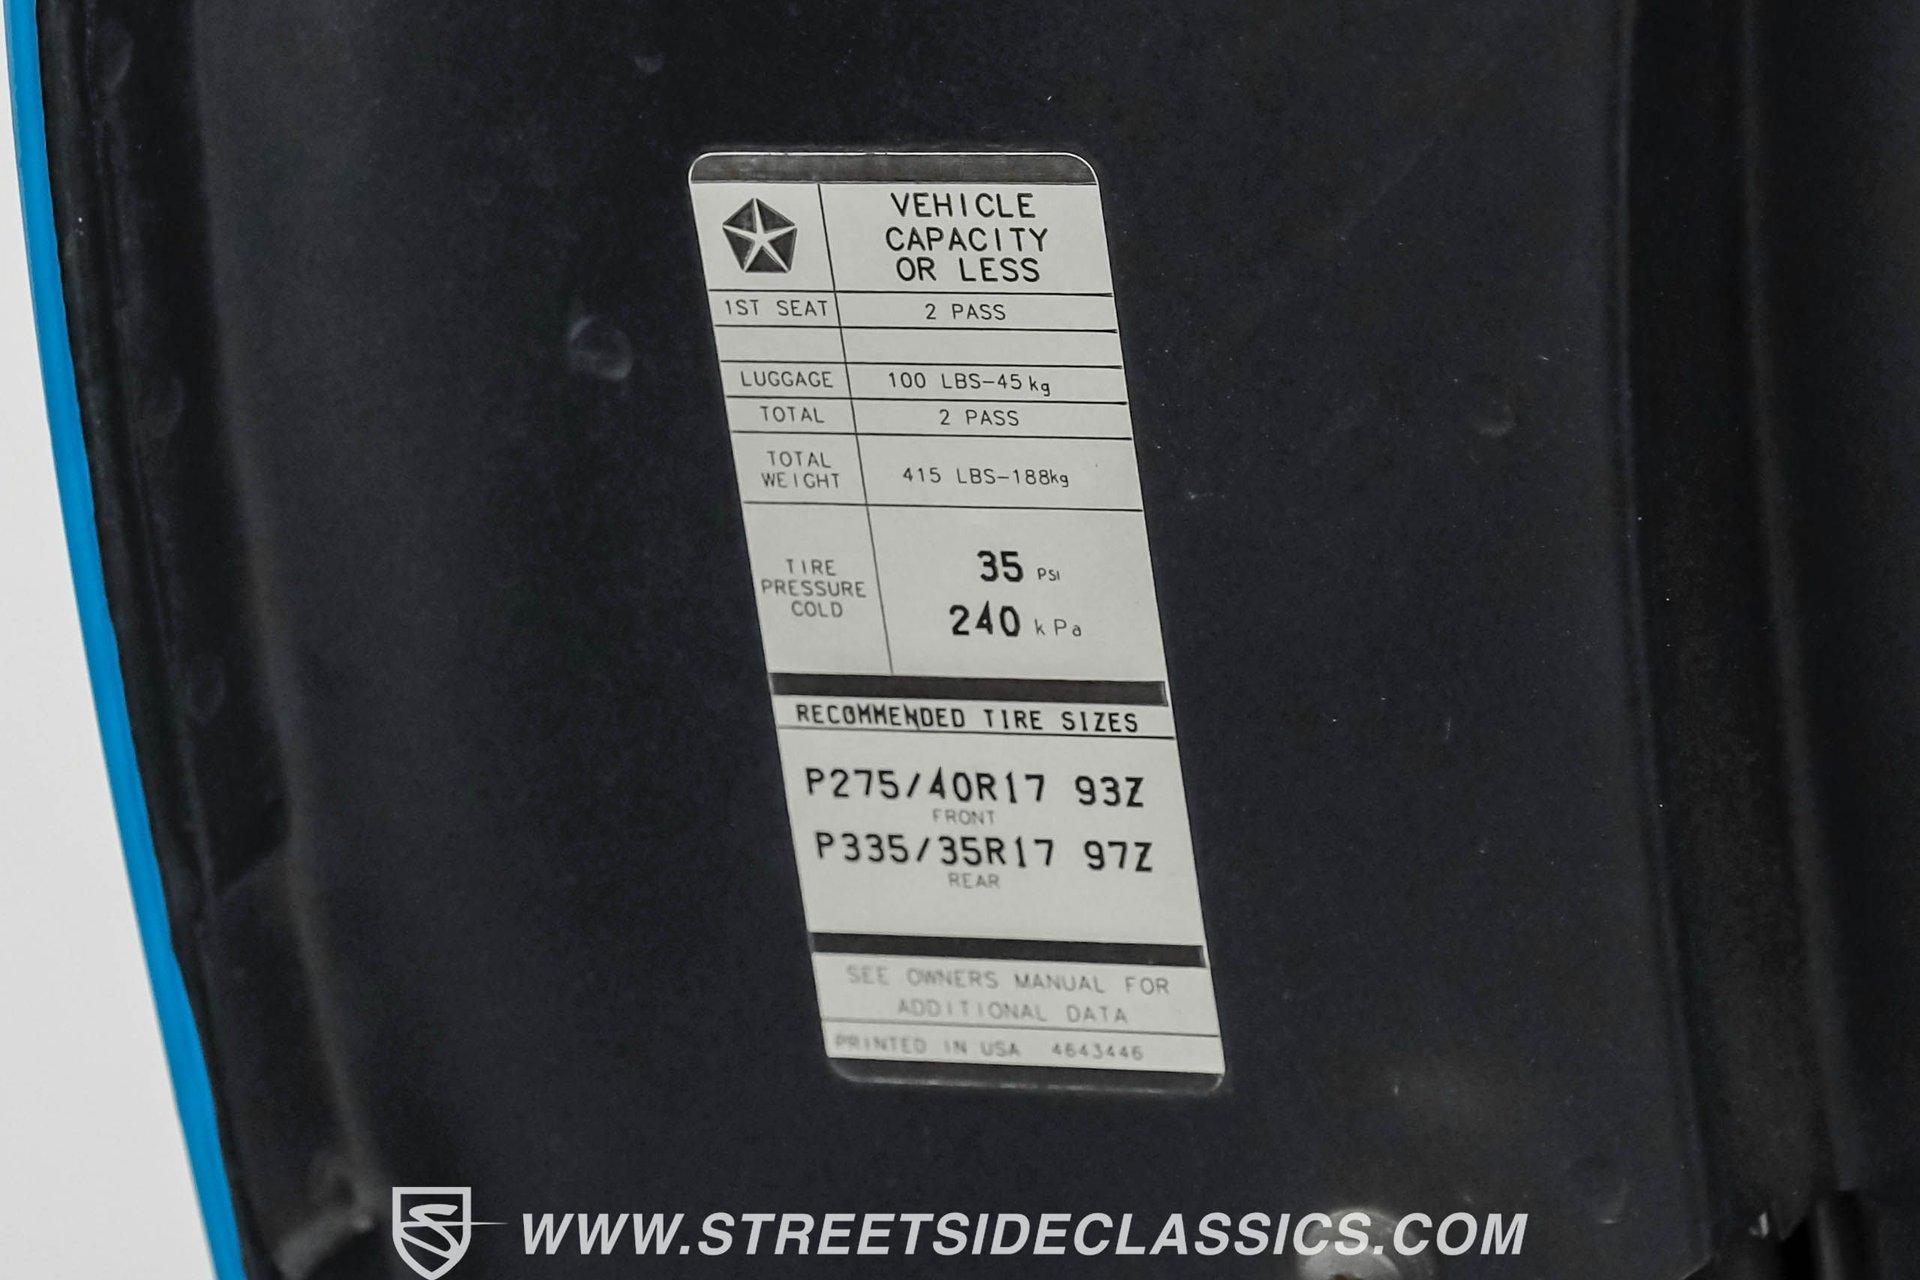 VEHICLE
CAPACITY
OR LESS
1ST SEAT 2 PASS
LUGGAGE 100 LBS-45 kg
TOTAL 2 PASS
TOTAL
WEIGHT 415 LBS-188kg
TIRE
PRESSURE
COLD
35 PSI
240 kPa
RECOMMENDED TIRE SIZES
P275/40R17 93Z
FRONT
P335/35R17 97Z
REAR
SEE OWNERS MANUAL FOR
ADDITIONAL DATA
PRINTED IN USA 4643446
WWW.STREETSIDECLASSICS.COM